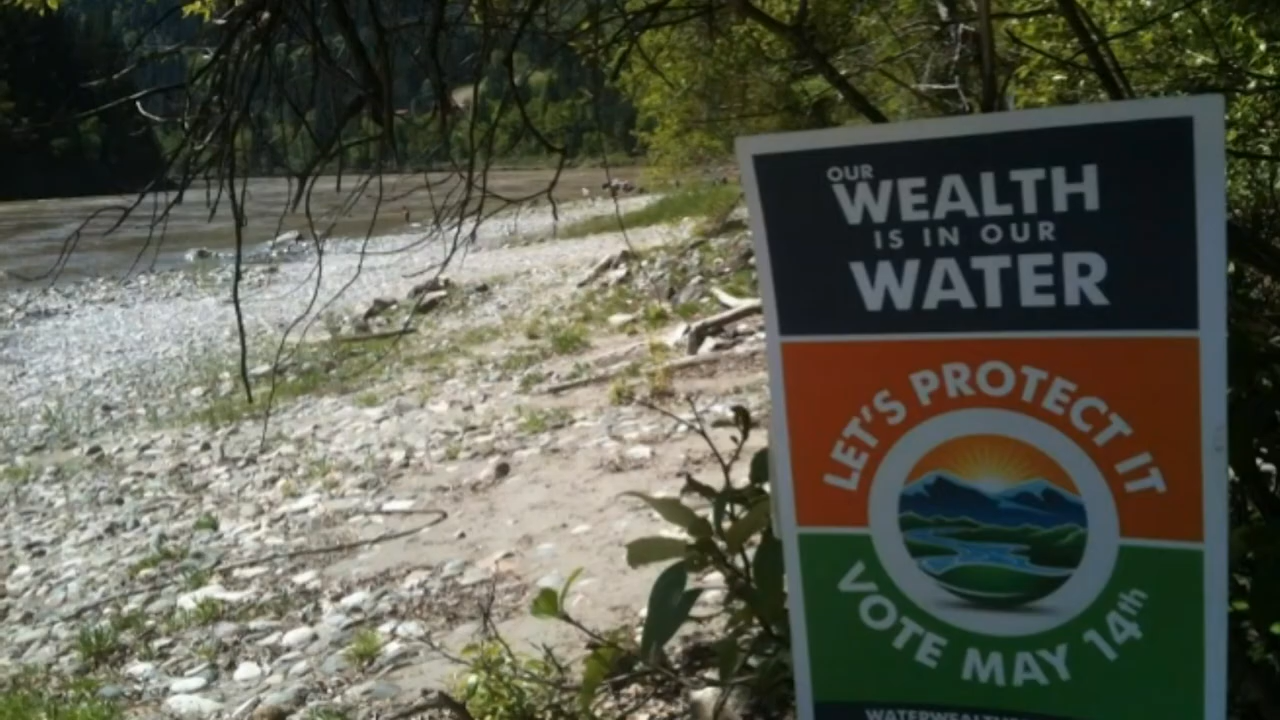 OUR
WEALTH
IS IN OUR
WATER
LET'S PROTECT IT
VOTE MAY 14th